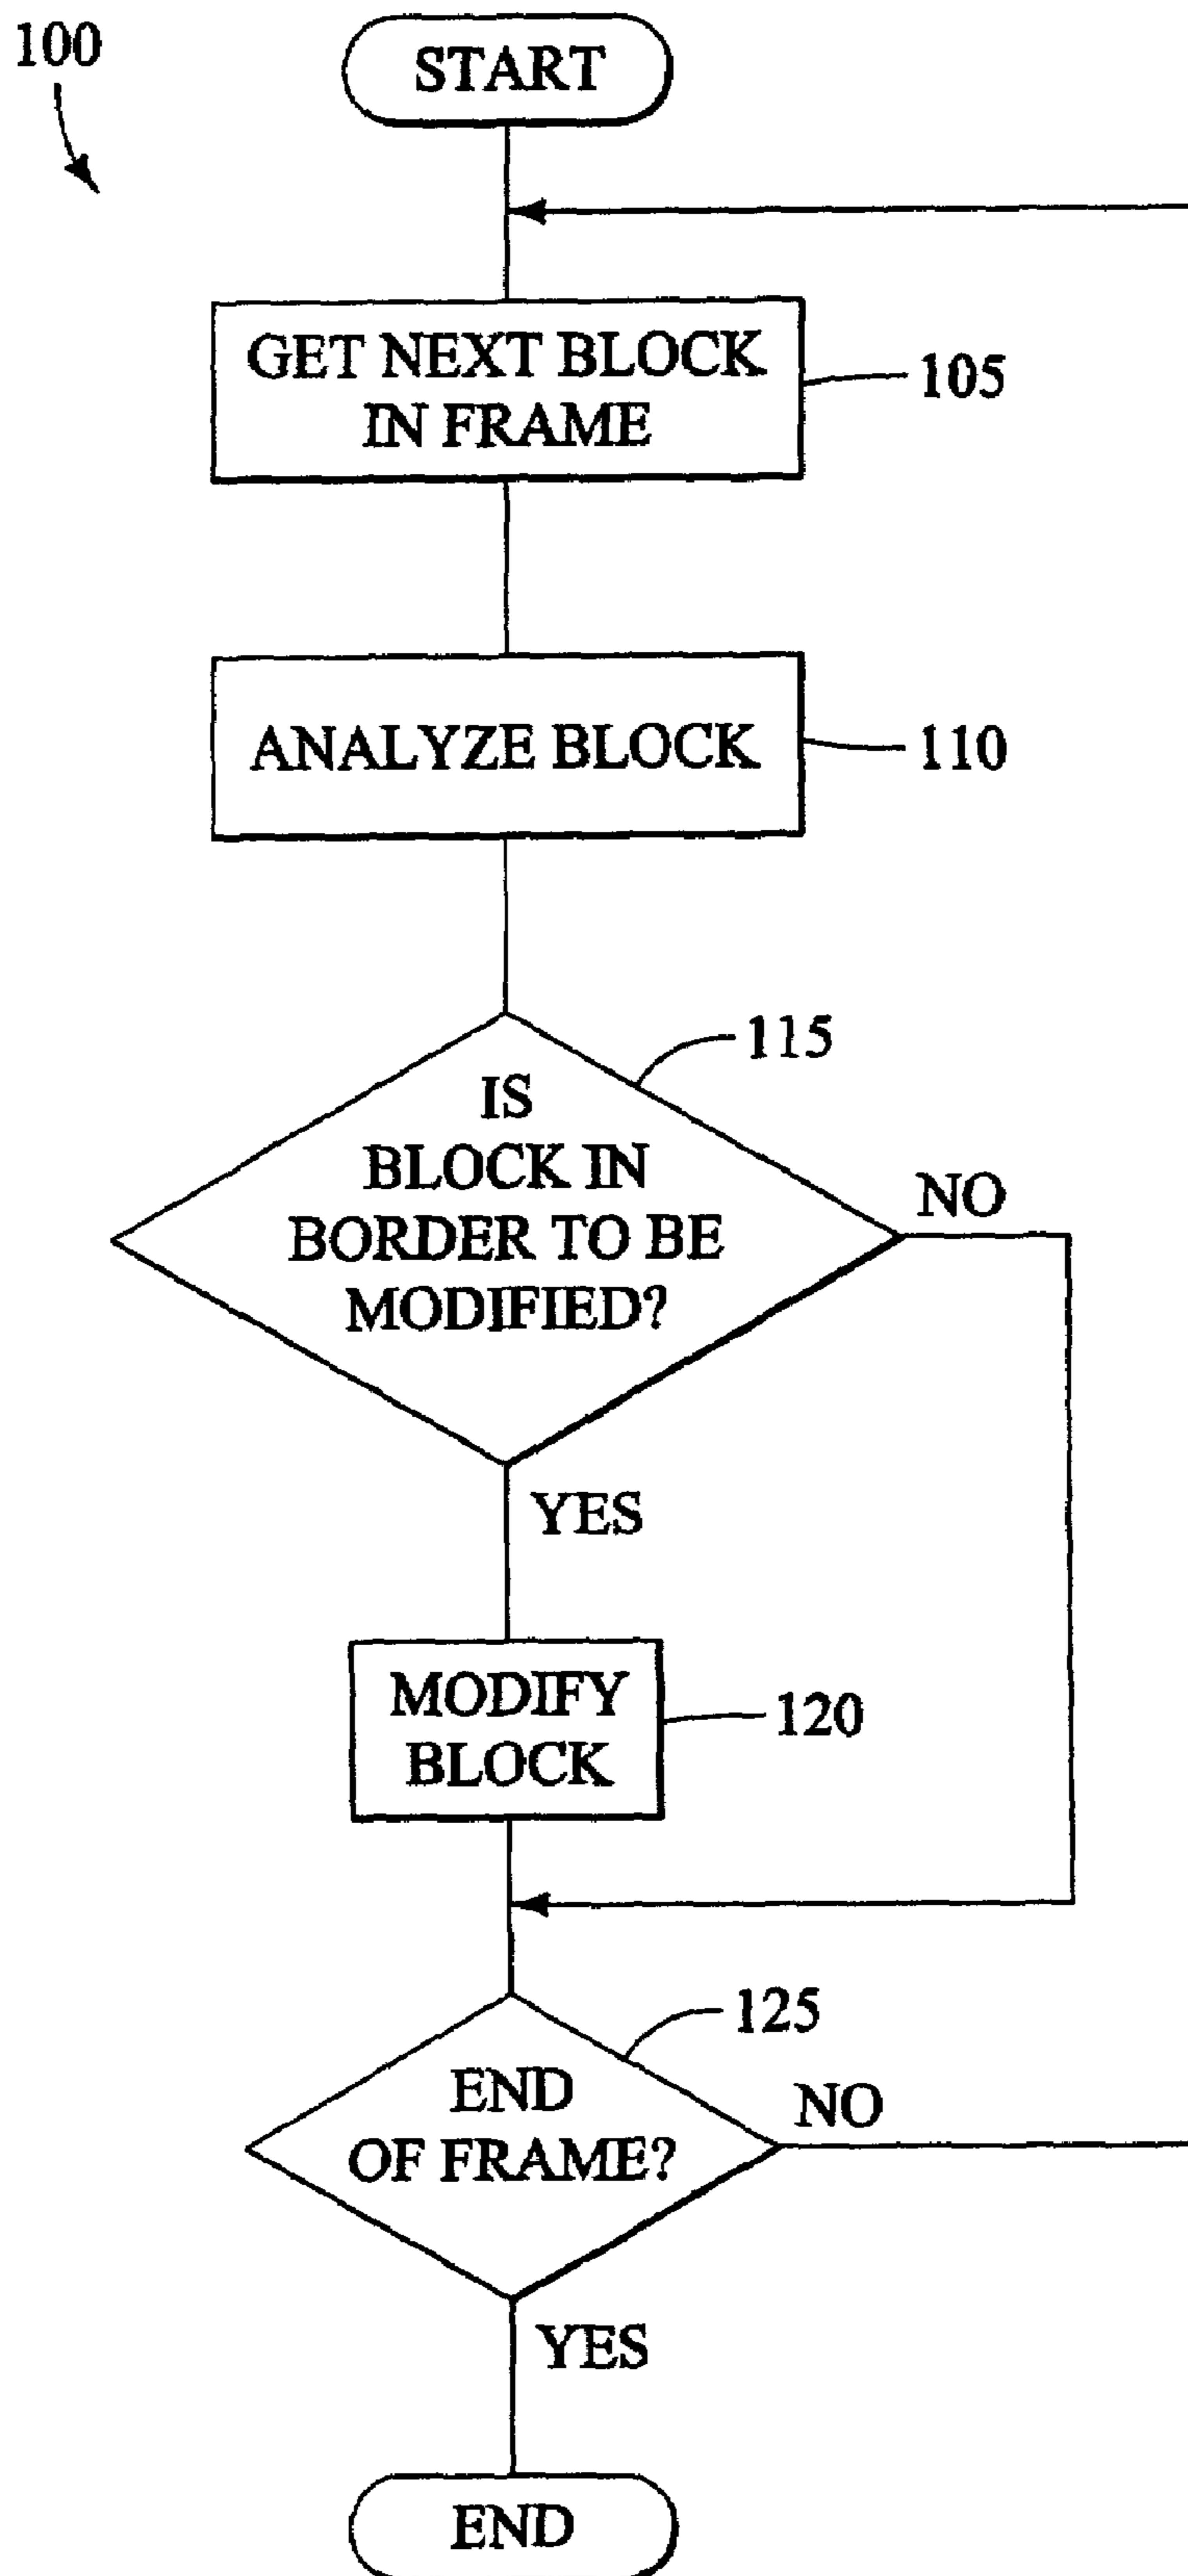 100
START
GET NEXT BLOCK
IN FRAME
105
ANALYZE BLOCK
110
115
IS
BLOCK IN
BORDER TO BE
MODIFIED?
NO
YES
MODIFY
BLOCK
120
125
END
OF FRAME?
NO
YES
END